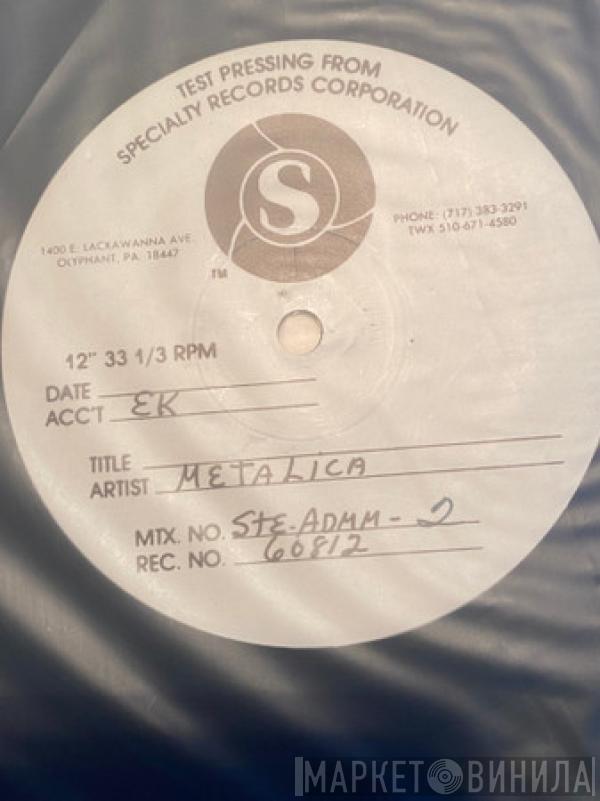 TEST PRESSING FROM
SPECIALTY RECORDS CORPORATION
S
1400 E. LACKAWANNA AVE.
OLYPHANT, PA. 18447
PHONE: (717) 383-3291
TWX 510-671-4580
TM
12" 33 1/3 RPM
DATE
ACC'T EK
TITLE
ARTIST METALICA
MTX. NO. StE-ADMM-2
REC. NO. 60812
МАРКЕТ ВИНИЛА